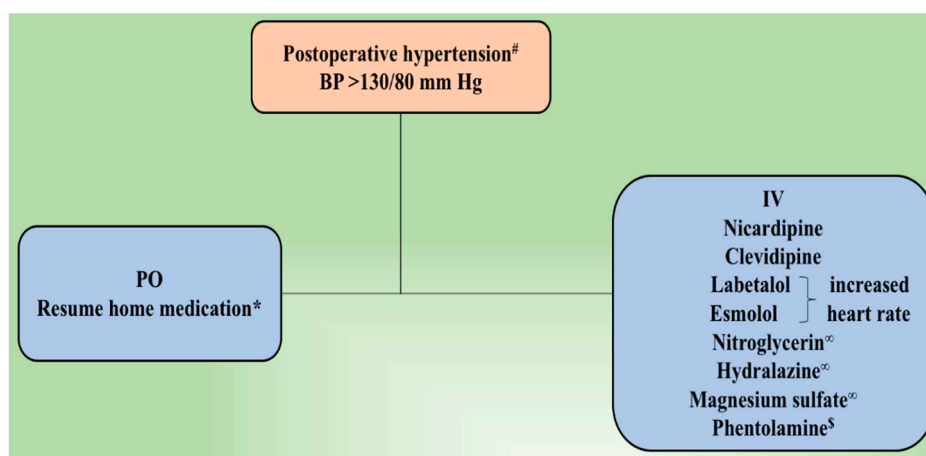 Postoperative hypertension#
BP >130/80 mm Hg
PO
Resume home medication*
IV
Nicardipine
Clevidipine
Labetalol increased
Esmolol heart rate
Nitroglycerin∞
Hydralazine∞
Magnesium sulfate∞
Phentolamine$